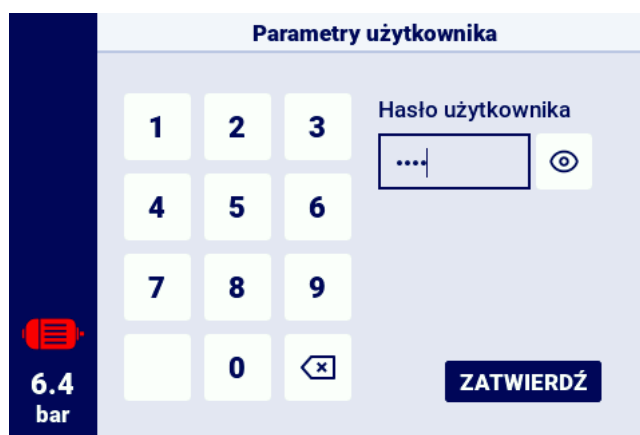 Parametry użytkownika
Hasło użytkownika
••••
1 2 3
4 5 6
7 8 9
0
ZATWIERDŹ
6.4
bar